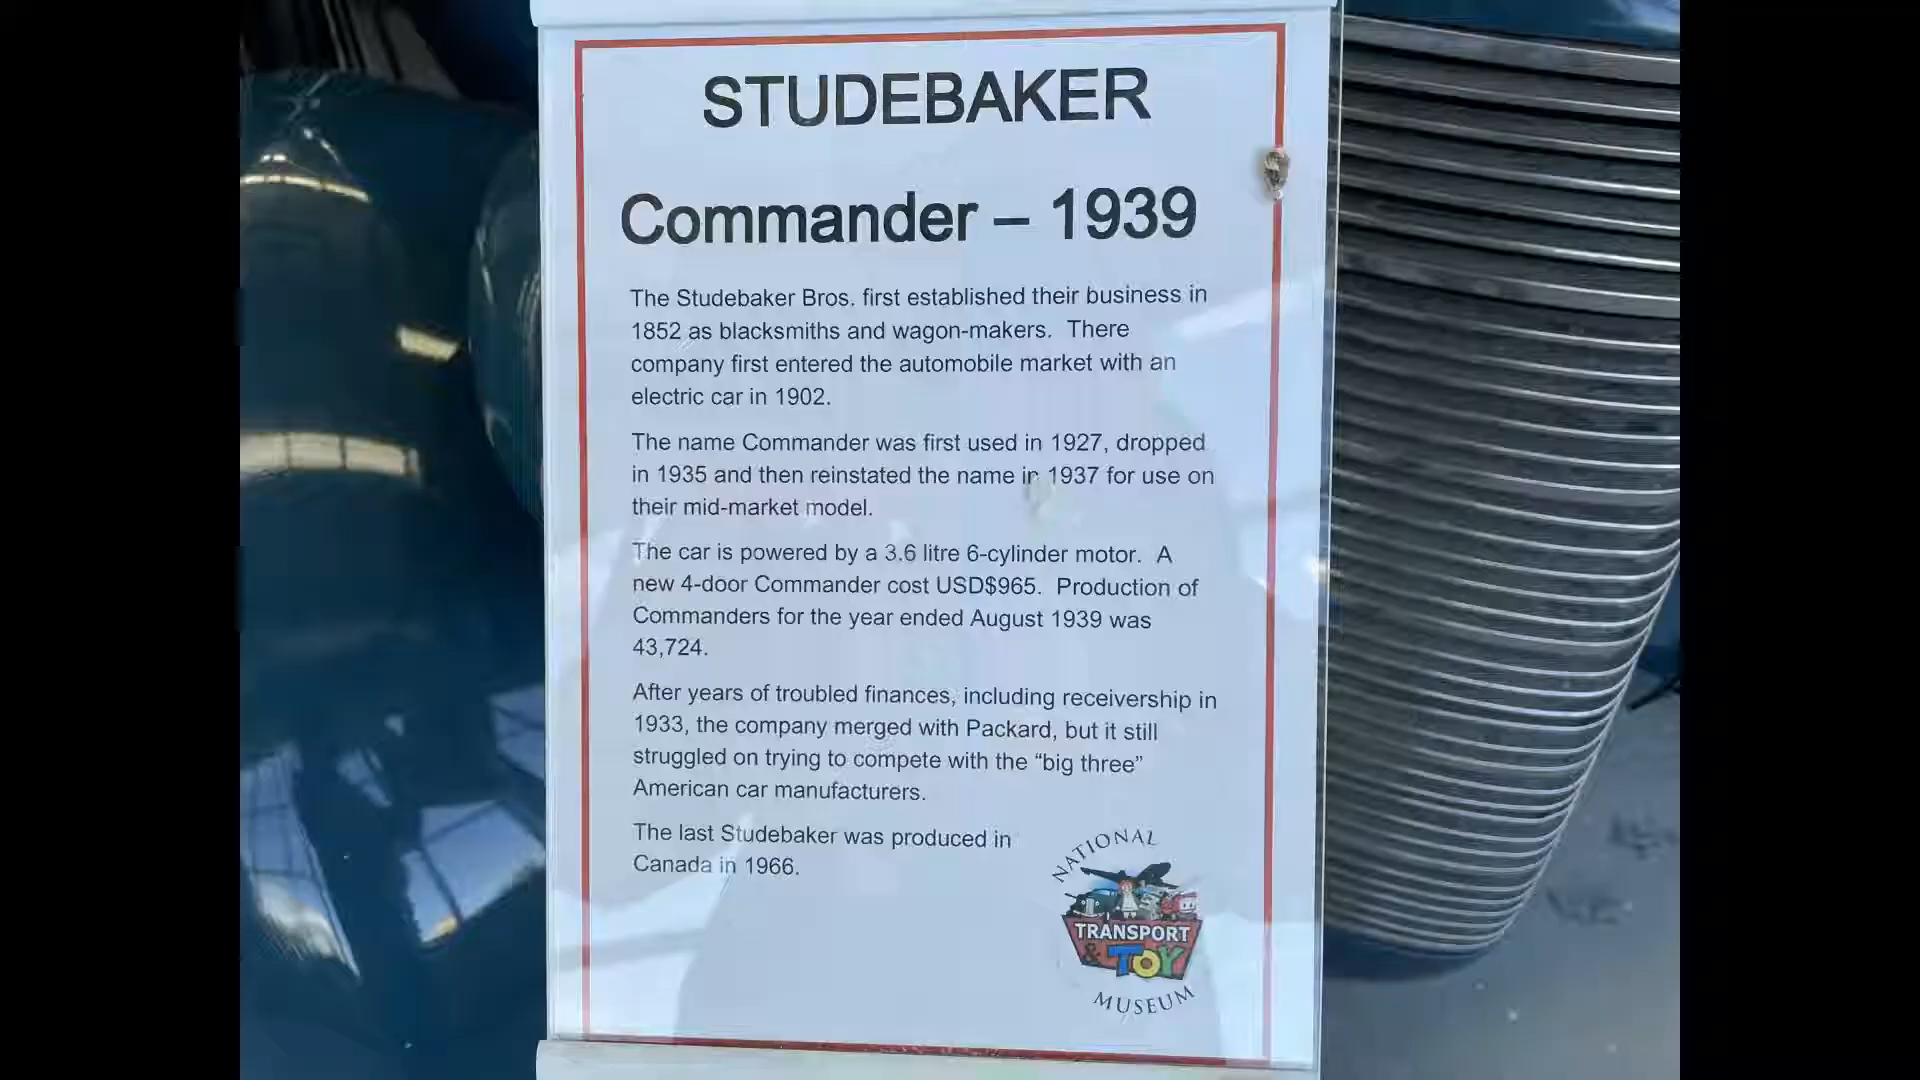 STUDEBAKER
Commander – 1939
The Studebaker Bros. first established their business in
1852 as blacksmiths and wagon-makers.  There
company first entered the automobile market with an
electric car in 1902.
The name Commander was first used in 1927, dropped
in 1935 and then reinstated the name in 1937 for use on
their mid-market model.
The car is powered by a 3.6 litre 6-cylinder motor.  A
new 4-door Commander cost USD$965.  Production of
Commanders for the year ended August 1939 was
43,724.
After years of troubled finances, including receivership in
1933, the company merged with Packard, but it still
struggled on trying to compete with the “big three”
American car manufacturers.
The last Studebaker was produced in
Canada in 1966.
NATIONAL
TRANSPORT
& TOY
MUSEUM